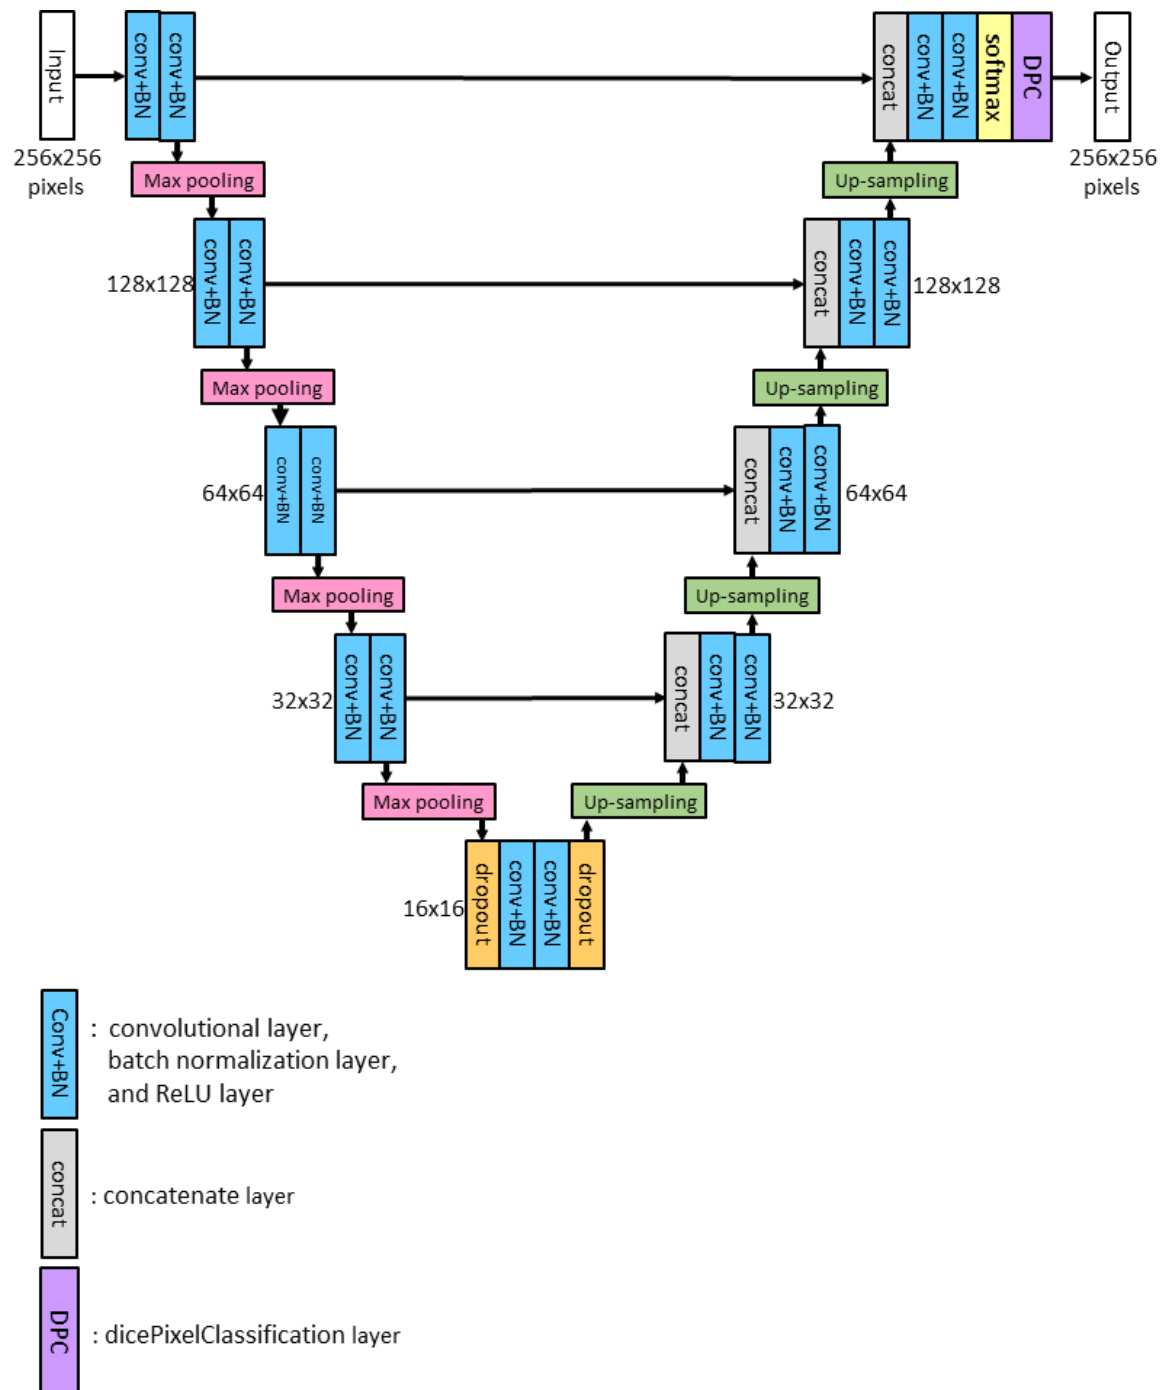 Input
conv+BN
conv+BN
concat
conv+BN
conv+BN
softmax
DPC
Output
256x256
pixels
256x256
pixels
Max pooling
Up-sampling
128x128
conv+BN
conv+BN
concat
conv+BN
conv+BN
128x128
Max pooling
Up-sampling
64x64
conv+BN
conv+BN
concat
conv+BN
conv+BN
64x64
Max pooling
Up-sampling
32x32
conv+BN
conv+BN
concat
conv+BN
conv+BN
32x32
Max pooling
Up-sampling
16x16
dropout
conv+BN
conv+BN
dropout
Conv+BN
: convolutional layer,
batch normalization layer,
and ReLU layer
concat
: concatenate layer
DPC
: dicePixelClassification layer